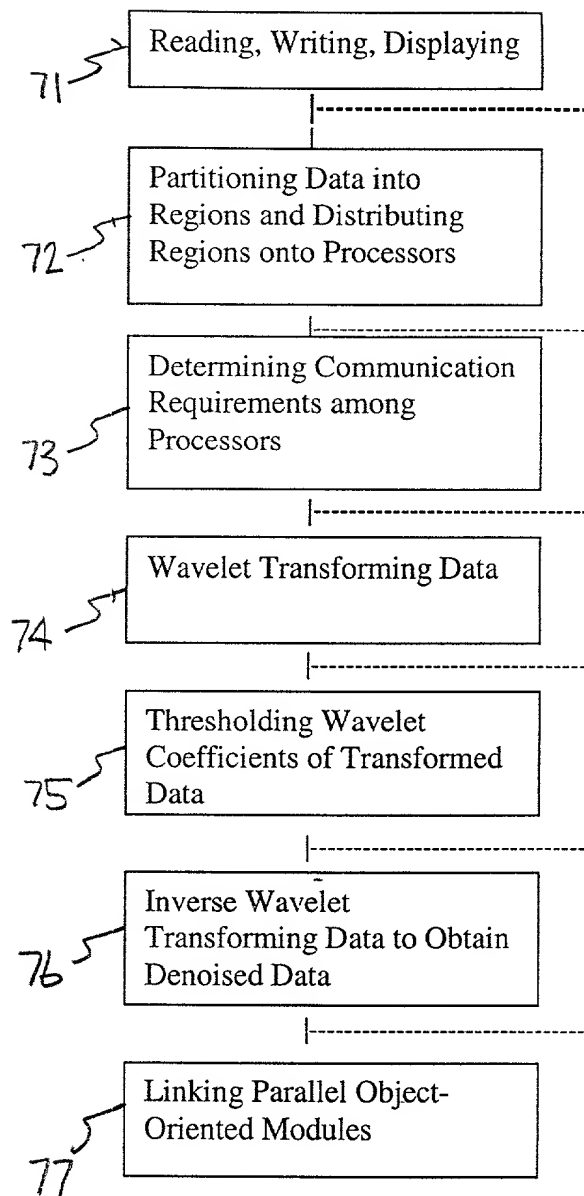 Reading, Writing, Displaying
71
Partitioning Data into
Regions and Distributing
Regions onto Processors
72
Determining Communication
Requirements among
Processors
73
Wavelet Transforming Data
74
Thresholding Wavelet
Coefficients of Transformed
Data
75
Inverse Wavelet
Transforming Data to Obtain
Denoised Data
76
Linking Parallel Object-
Oriented Modules
77